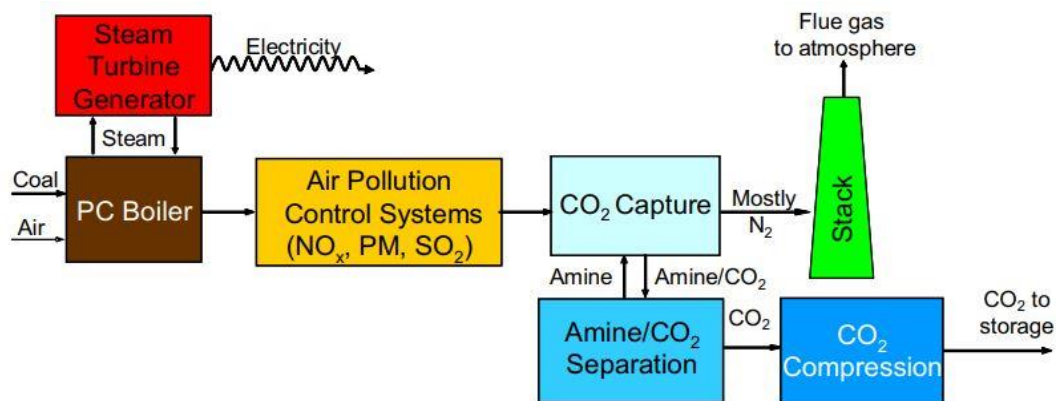 Steam
Turbine
Generator
Electricity
Flue gas
to atmosphere
Steam
Coal
Air
PC Boiler
Air Pollution
Control Systems
(NOₓ, PM, SO₂)
CO₂ Capture
Mostly
N₂
Stack
Amine
Amine/CO₂
Amine/CO₂
Separation
CO₂
CO₂
Compression
CO₂ to
storage